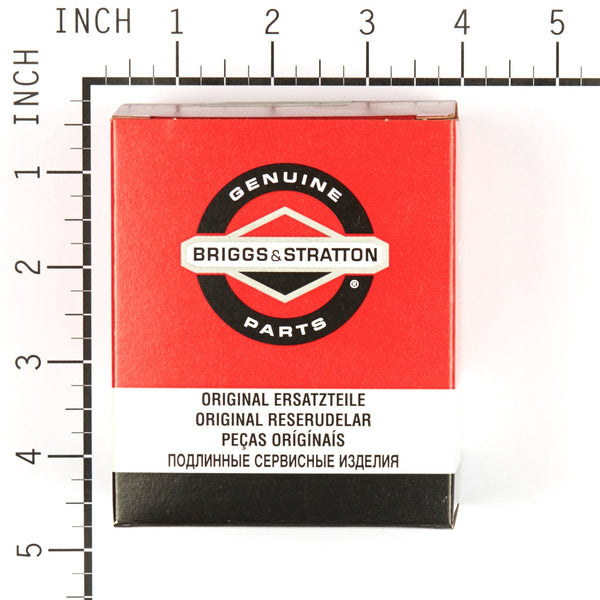 INCH 1 2 3 4 5
INCH
1
2
3
4
5
GENUINE
BRIGGS & STRATTON
®
PARTS
ORIGINAL ERSATZTEILE
ORIGINAL RESERUDELAR
PEÇAS ORÍGÍNAÍS
ПОДЛИННЫЕ СЕРВИСНЫЕ ИЗДЕЛИЯ